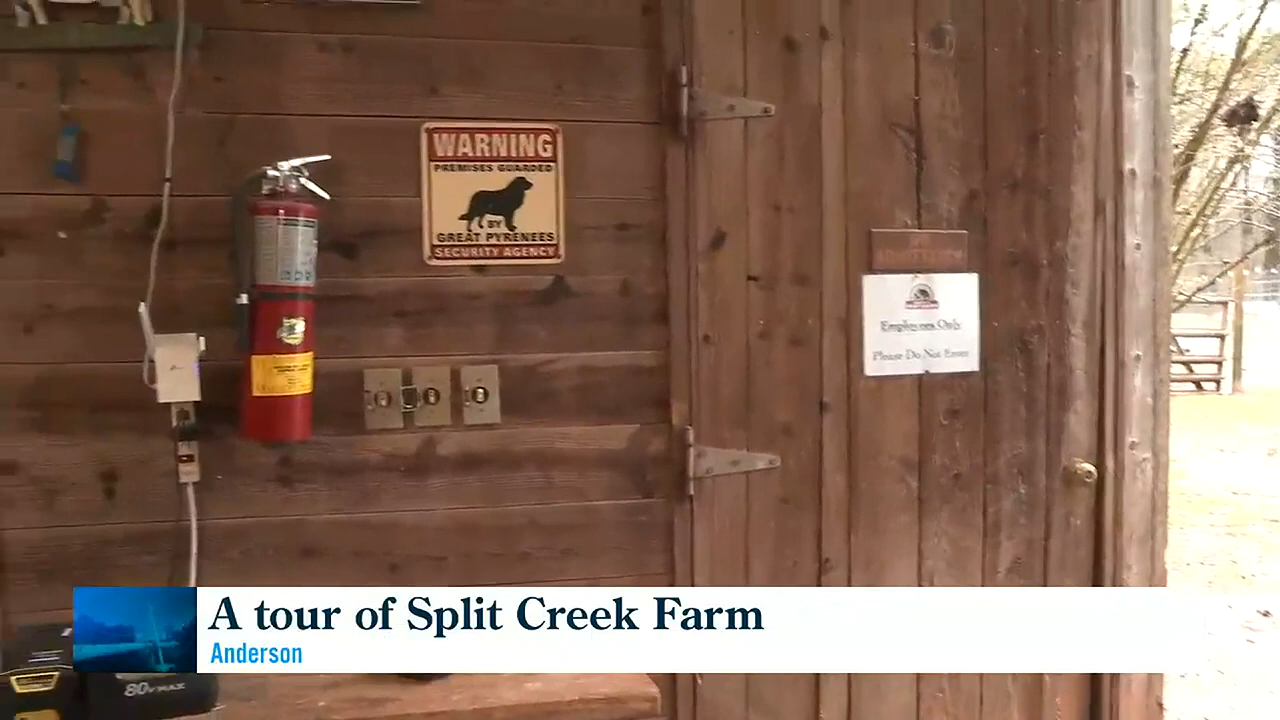 WARNING
PREMISES GUARDED
BY
GREAT PYRENEES
SECURITY AGENCY
Employees Only
Please Do Not Enter
A tour of Split Creek Farm
Anderson
80V MAX